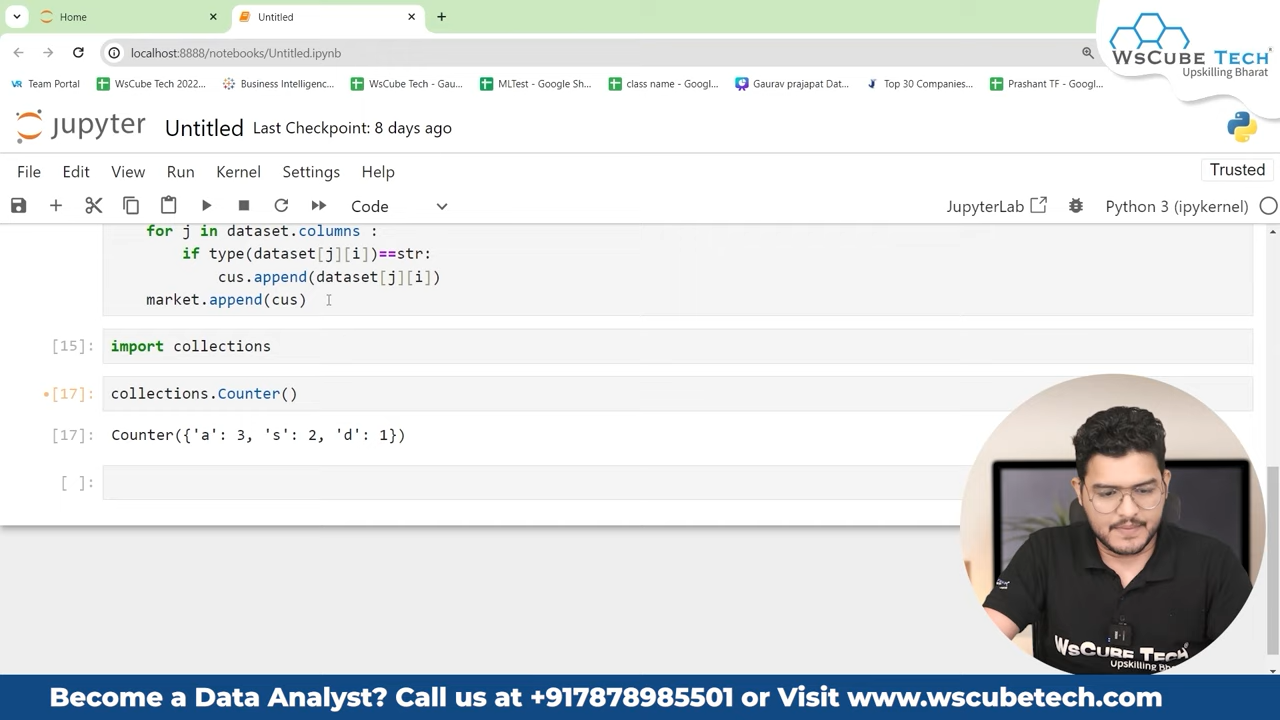 Home
Untitled
WsCube Tech
Upskilling Bharat
localhost:8888/notebooks/Untitled.ipynb
Team Portal
WsCube Tech 2022...
Business Intelligenc...
WsCube Tech - Gau...
MLTest - Google Sh...
class name - Googl...
Gaurav prajapat Dat...
Top 30 Companies...
Prashant TF - Googl...
jupyter Untitled Last Checkpoint: 8 days ago
File Edit View Run Kernel Settings Help
Trusted
Code
JupyterLab
Python 3 (ipykernel)
for j in dataset.columns :
if type(dataset[j][i])==str:
cus.append(dataset[j][i])
market.append(cus)
[15]: import collections
[17]: collections.Counter()
[17]: Counter({'a': 3, 's': 2, 'd': 1})
[ ]:
WsCube Tech
Upskilling
Become a Data Analyst? Call us at +917878985501 or Visit www.wscubetech.com